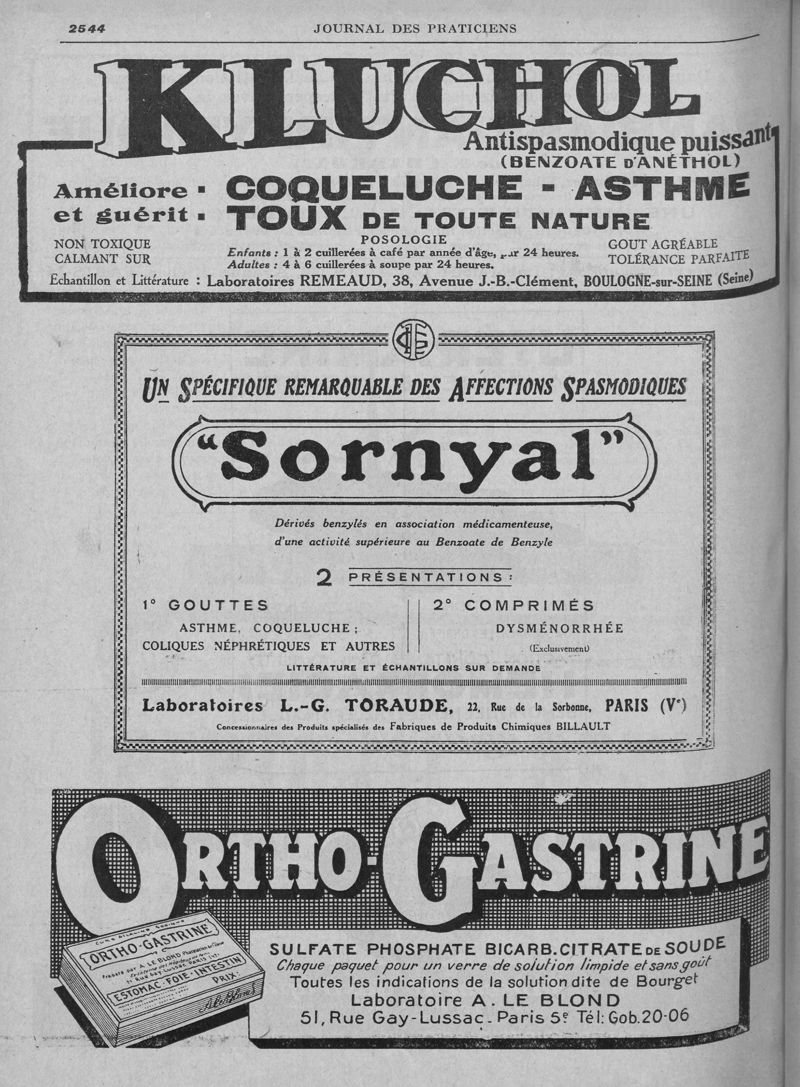 2544
JOURNAL DES PRATICIENS
KLUCHOL
Antispasmodique puissant
(BENZOATE D'ANÉTHOL)
Améliore ▪ COQUELUCHE - ASTHME
et guérit ▪ TOUX DE TOUTE NATURE
NON TOXIQUE
CALMANT SUR
POSOLOGIE
Enfants : 1 à 2 cuillerées à café par année d'âge, par 24 heures.
Adultes : 4 à 6 cuillerées à soupe par 24 heures.
GOUT AGRÉABLE
TOLÉRANCE PARFAITE
Echantillon et Littérature : Laboratoires REMEAUD, 38, Avenue J.-B.-Clément, BOULOGNE-sur-SEINE (Seine)
UN SPÉCIFIQUE REMARQUABLE DES AFFECTIONS SPASMODIQUES
"Sornyal"
Dérivés benzylés en association médicamenteuse,
d'une activité supérieure au Benzoate de Benzyle
2 PRÉSENTATIONS :
1° GOUTTES
ASTHME, COQUELUCHE ;
COLIQUES NÉPHRÉTIQUES ET AUTRES
2° COMPRIMÉS
DYSMÉNORRHÉE
(Exclusivement)
LITTÉRATURE ET ÉCHANTILLONS SUR DEMANDE
Laboratoires L.-G. TORAUDE, 22, Rue de la Sorbonne, PARIS (Ve)
Concessionnaires des Produits spécialisés des Fabriques de Produits Chimiques BILLAULT
ORTHO-GASTRINE
ORTHO-GASTRINE
A. LE BLOND
ESTOMAC-FOIE-INTESTIN
PRIX:
SULFATE PHOSPHATE BICARB. CITRATE DE SOUDE
Chaque paquet pour un verre de solution limpide et sans goût
Toutes les indications de la solution dite de Bourget
Laboratoire A. LE BLOND
51, Rue Gay-Lussac - Paris 5e Tél: Gob. 20-06